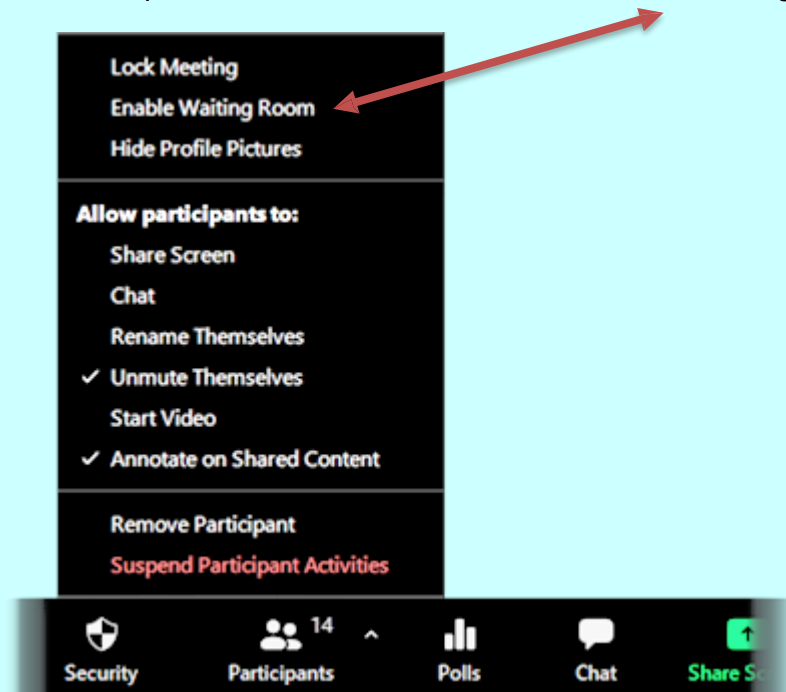 Lock Meeting
Enable Waiting Room
Hide Profile Pictures
Allow participants to:
Share Screen
Chat
Rename Themselves
✓ Unmute Themselves
Start Video
✓ Annotate on Shared Content
Remove Participant
Suspend Participant Activities
14
Security Participants Polls Chat Share